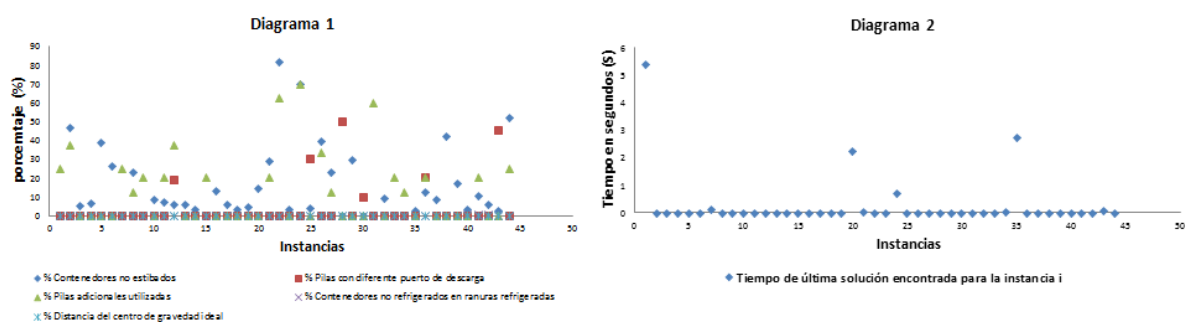 Diagrama 1
porcemtaje (%)
90
80
70
60
50
40
30
20
10
0
0 5 10 15 20 25 30 35 40 45 50
Instancias
% Contenedores no estibados
% Pilas con diferente puerto de descarga
% Pilas adicionales utilizadas
% Contenedores no refrigerados en ranuras refrigeradas
% Distancia del centro de gravedad ideal
Diagrama 2
Tiempo en segundos (S)
6
5
4
3
2
1
0
0 5 10 15 20 25 30 35 40 45 50
Instancias
Tiempo de última solución encontrada para la instancia i